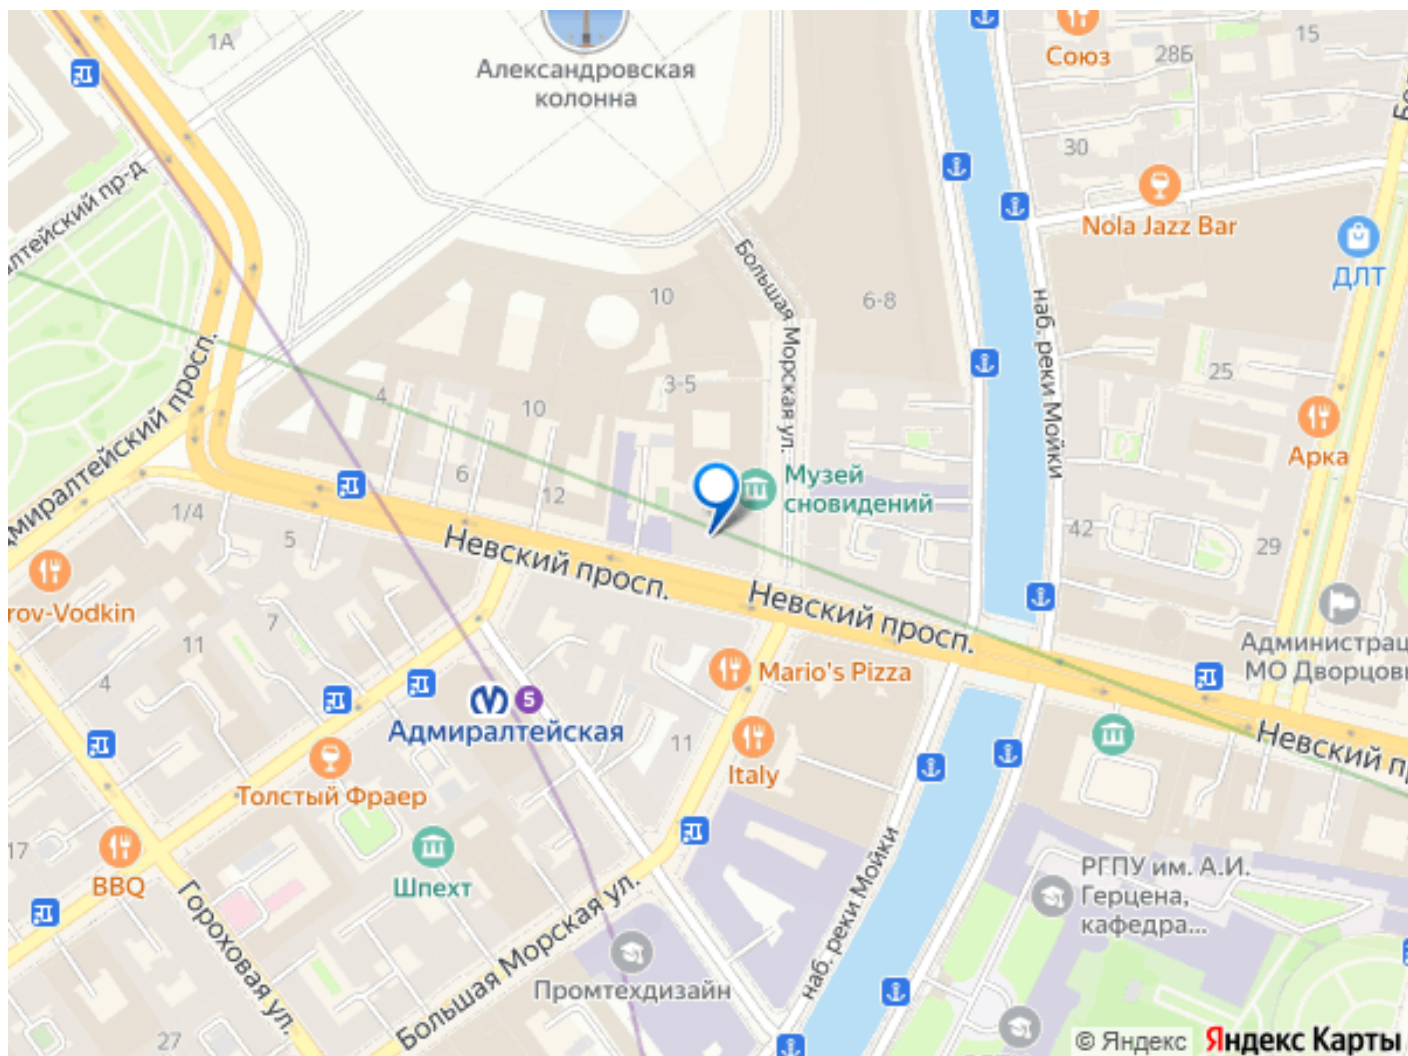 1А
Александровская
колонна
Союз
28Б
15
30
Nola Jazz Bar
ДЛТ
алтейский пр-д
Большая Морская ул.
наб. реки Мойки
10
6-8
3-5
4
10
25
Арка
Адмиралтейский просп.
6
12
Музей
сновидений
1/4
5
42
29
Невский просп.
Невский просп.
rov-Vodkin
7
11
4
Администрац
МО Дворцов
Mario's Pizza
5
Адмиралтейская
11
Italy
Невский п
Толстый Фраер
17
BBQ
Шпехт
Гороховая ул.
Большая Морская ул.
наб. реки Мойки
РГПУ им. А.И.
Герцена,
кафедра...
Промтехдизайн
27
© Яндекс Яндекс Карты